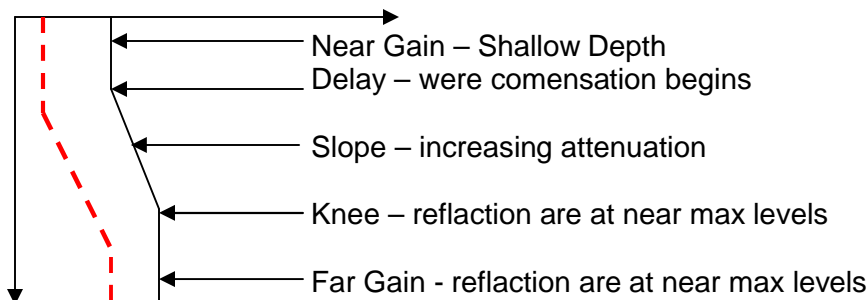 Near Gain – Shallow Depth
Delay – were comensation begins
Slope – increasing attenuation
Knee – reflaction are at near max levels
Far Gain - reflaction are at near max levels